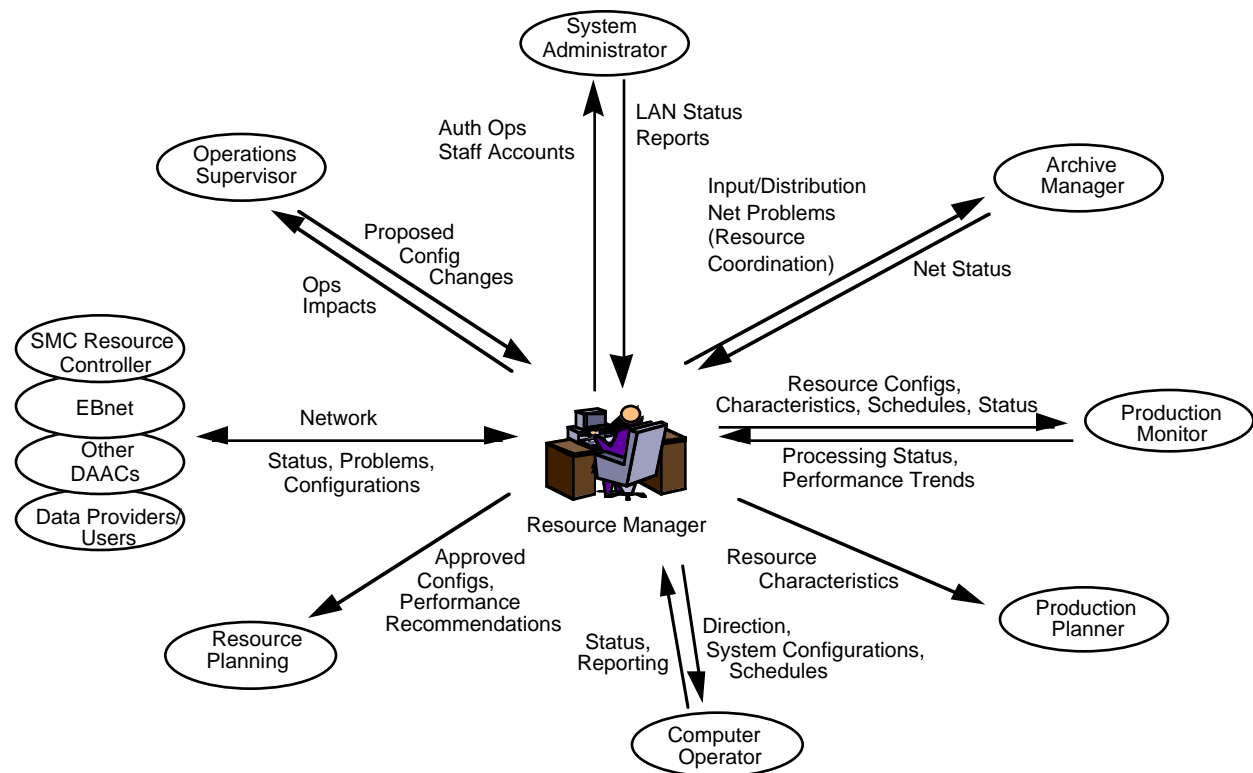 System
Administrator
Auth Ops
Staff Accounts
LAN Status
Reports
Operations
Supervisor
Proposed
Config
Changes
Ops
Impacts
Input/Distribution
Net Problems
(Resource
Coordination)
Net Status
Archive
Manager
SMC Resource
Controller
EBnet
Other
DAACs
Data Providers/
Users
Network
Status, Problems,
Configurations
Resource Configs,
Characteristics, Schedules, Status
Processing Status,
Performance Trends
Production
Monitor
Resource Manager
Approved
Configs,
Performance
Recommendations
Resource
Planning
Status,
Reporting
Direction,
System Configurations,
Schedules
Computer
Operator
Resource
Characteristics
Production
Planner